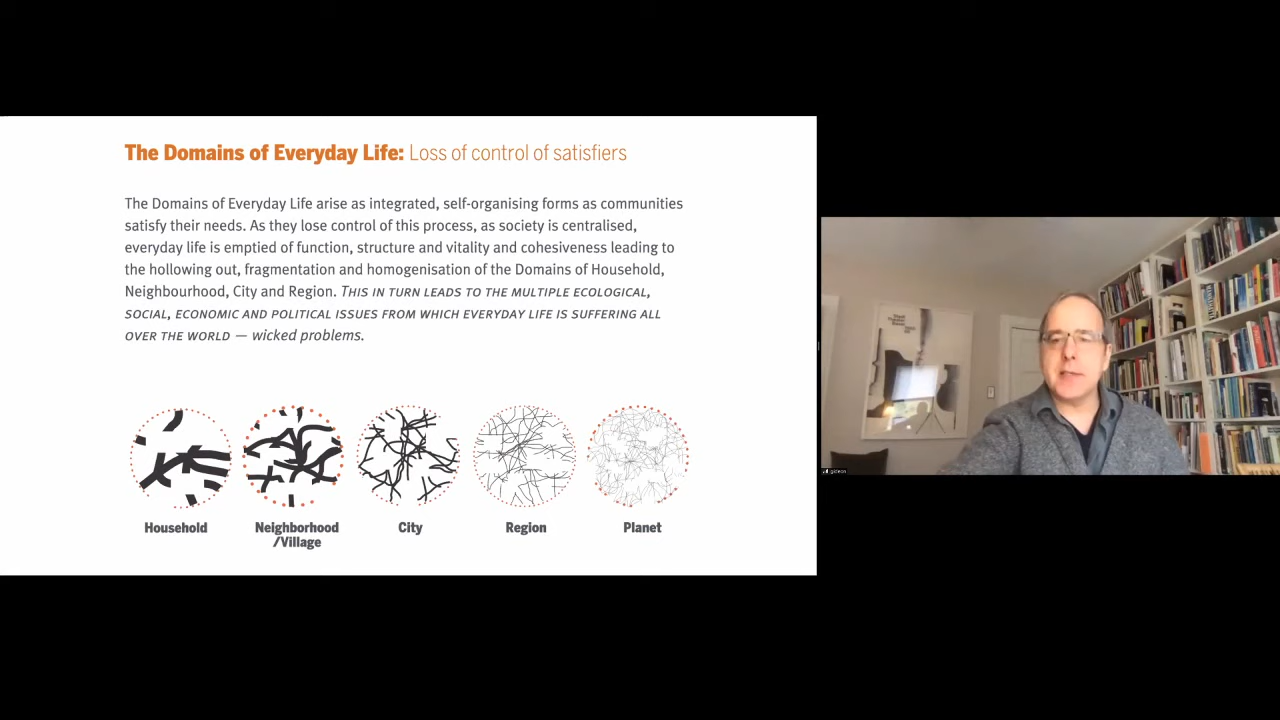 The Domains of Everyday Life: Loss of control of satisfiers
The Domains of Everyday Life arise as integrated, self-organising forms as communities
satisfy their needs. As they lose control of this process, as society is centralised,
everyday life is emptied of function, structure and vitality and cohesiveness leading to
the hollowing out, fragmentation and homogenisation of the Domains of Household,
Neighbourhood, City and Region. THIS IN TURN LEADS TO THE MULTIPLE ECOLOGICAL,
SOCIAL, ECONOMIC AND POLITICAL ISSUES FROM WHICH EVERYDAY LIFE IS SUFFERING ALL
OVER THE WORLD — wicked problems.
Household
Neighborhood
/Village
City
Region
Planet
gideon